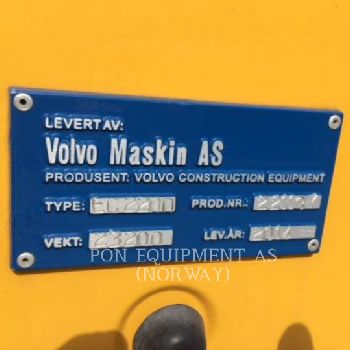 LEVERT AV:
Volvo Maskin AS
PRODUSENT: VOLVO CONSTRUCTION EQUIPMENT
TYPE: PROD.NR.:
VEKT: 23200 LEV.ÅR:
PON EQUIPMENT AS
(NORWAY)